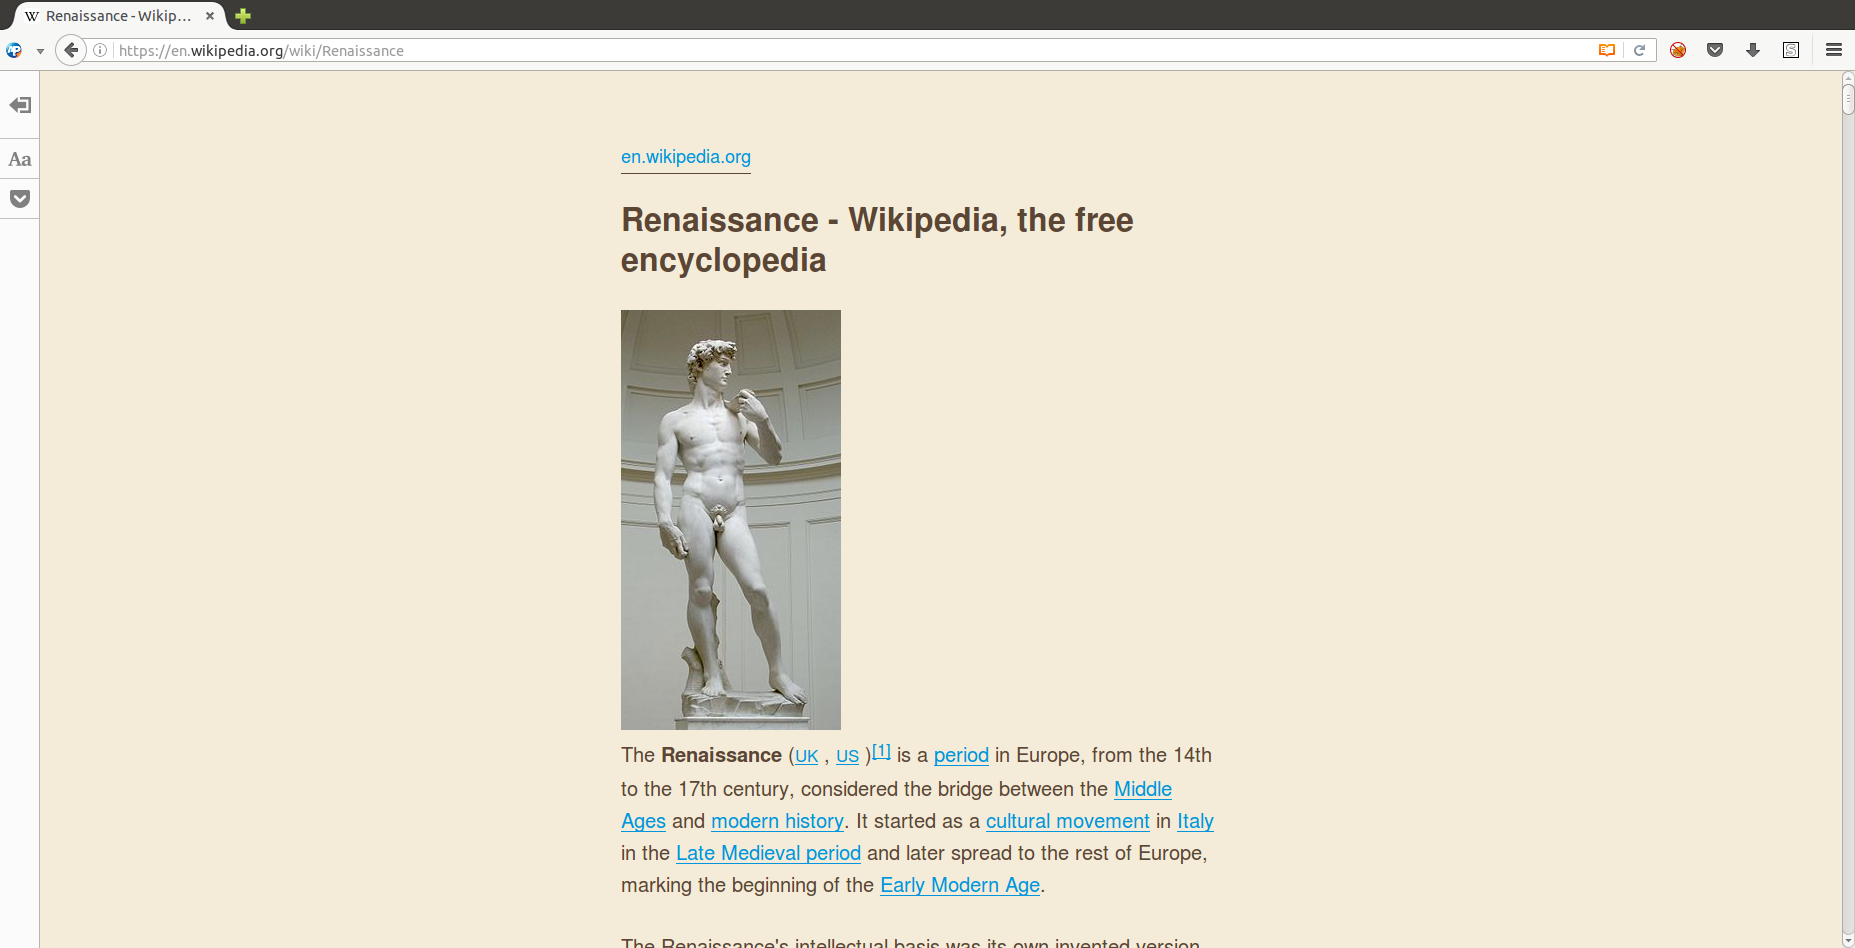 W Renaissance - Wikip...
https://en.wikipedia.org/wiki/Renaissance
S
Aa
en.wikipedia.org
Renaissance - Wikipedia, the free
encyclopedia
The Renaissance (UK , US )[1] is a period in Europe, from the 14th
to the 17th century, considered the bridge between the Middle
Ages and modern history. It started as a cultural movement in Italy
in the Late Medieval period and later spread to the rest of Europe,
marking the beginning of the Early Modern Age.
The Renaissance's intellectual basis was its own invented version